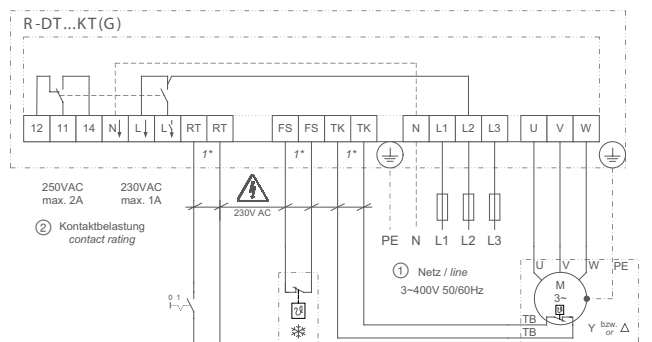 R-DT...KT(G)
12 11 14 N L L RT RT FS FS TK TK N L1 L2 L3 U V W
1* 1* 1*
250VAC 230VAC
max. 2A max. 1A
230V AC
2 Kontaktbelastung
contact rating
PE N L1 L2 L3
1 Netz / line
3~400V 50/60Hz
U V W PE
M
3~
ϑ
0 1
ϑ
TB
TB
Y bzw. or Δ